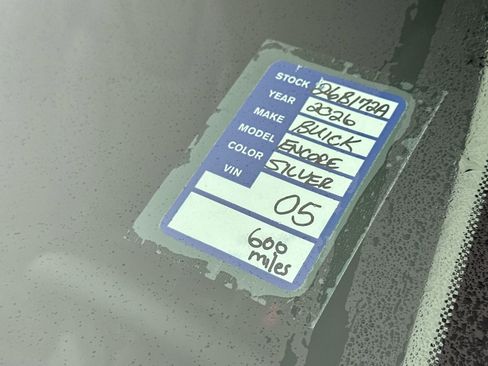 STOCK 26B172A
YEAR 2026
MAKE BUICK
MODEL ENCORE
COLOR SILVER
VIN
05
600
miles